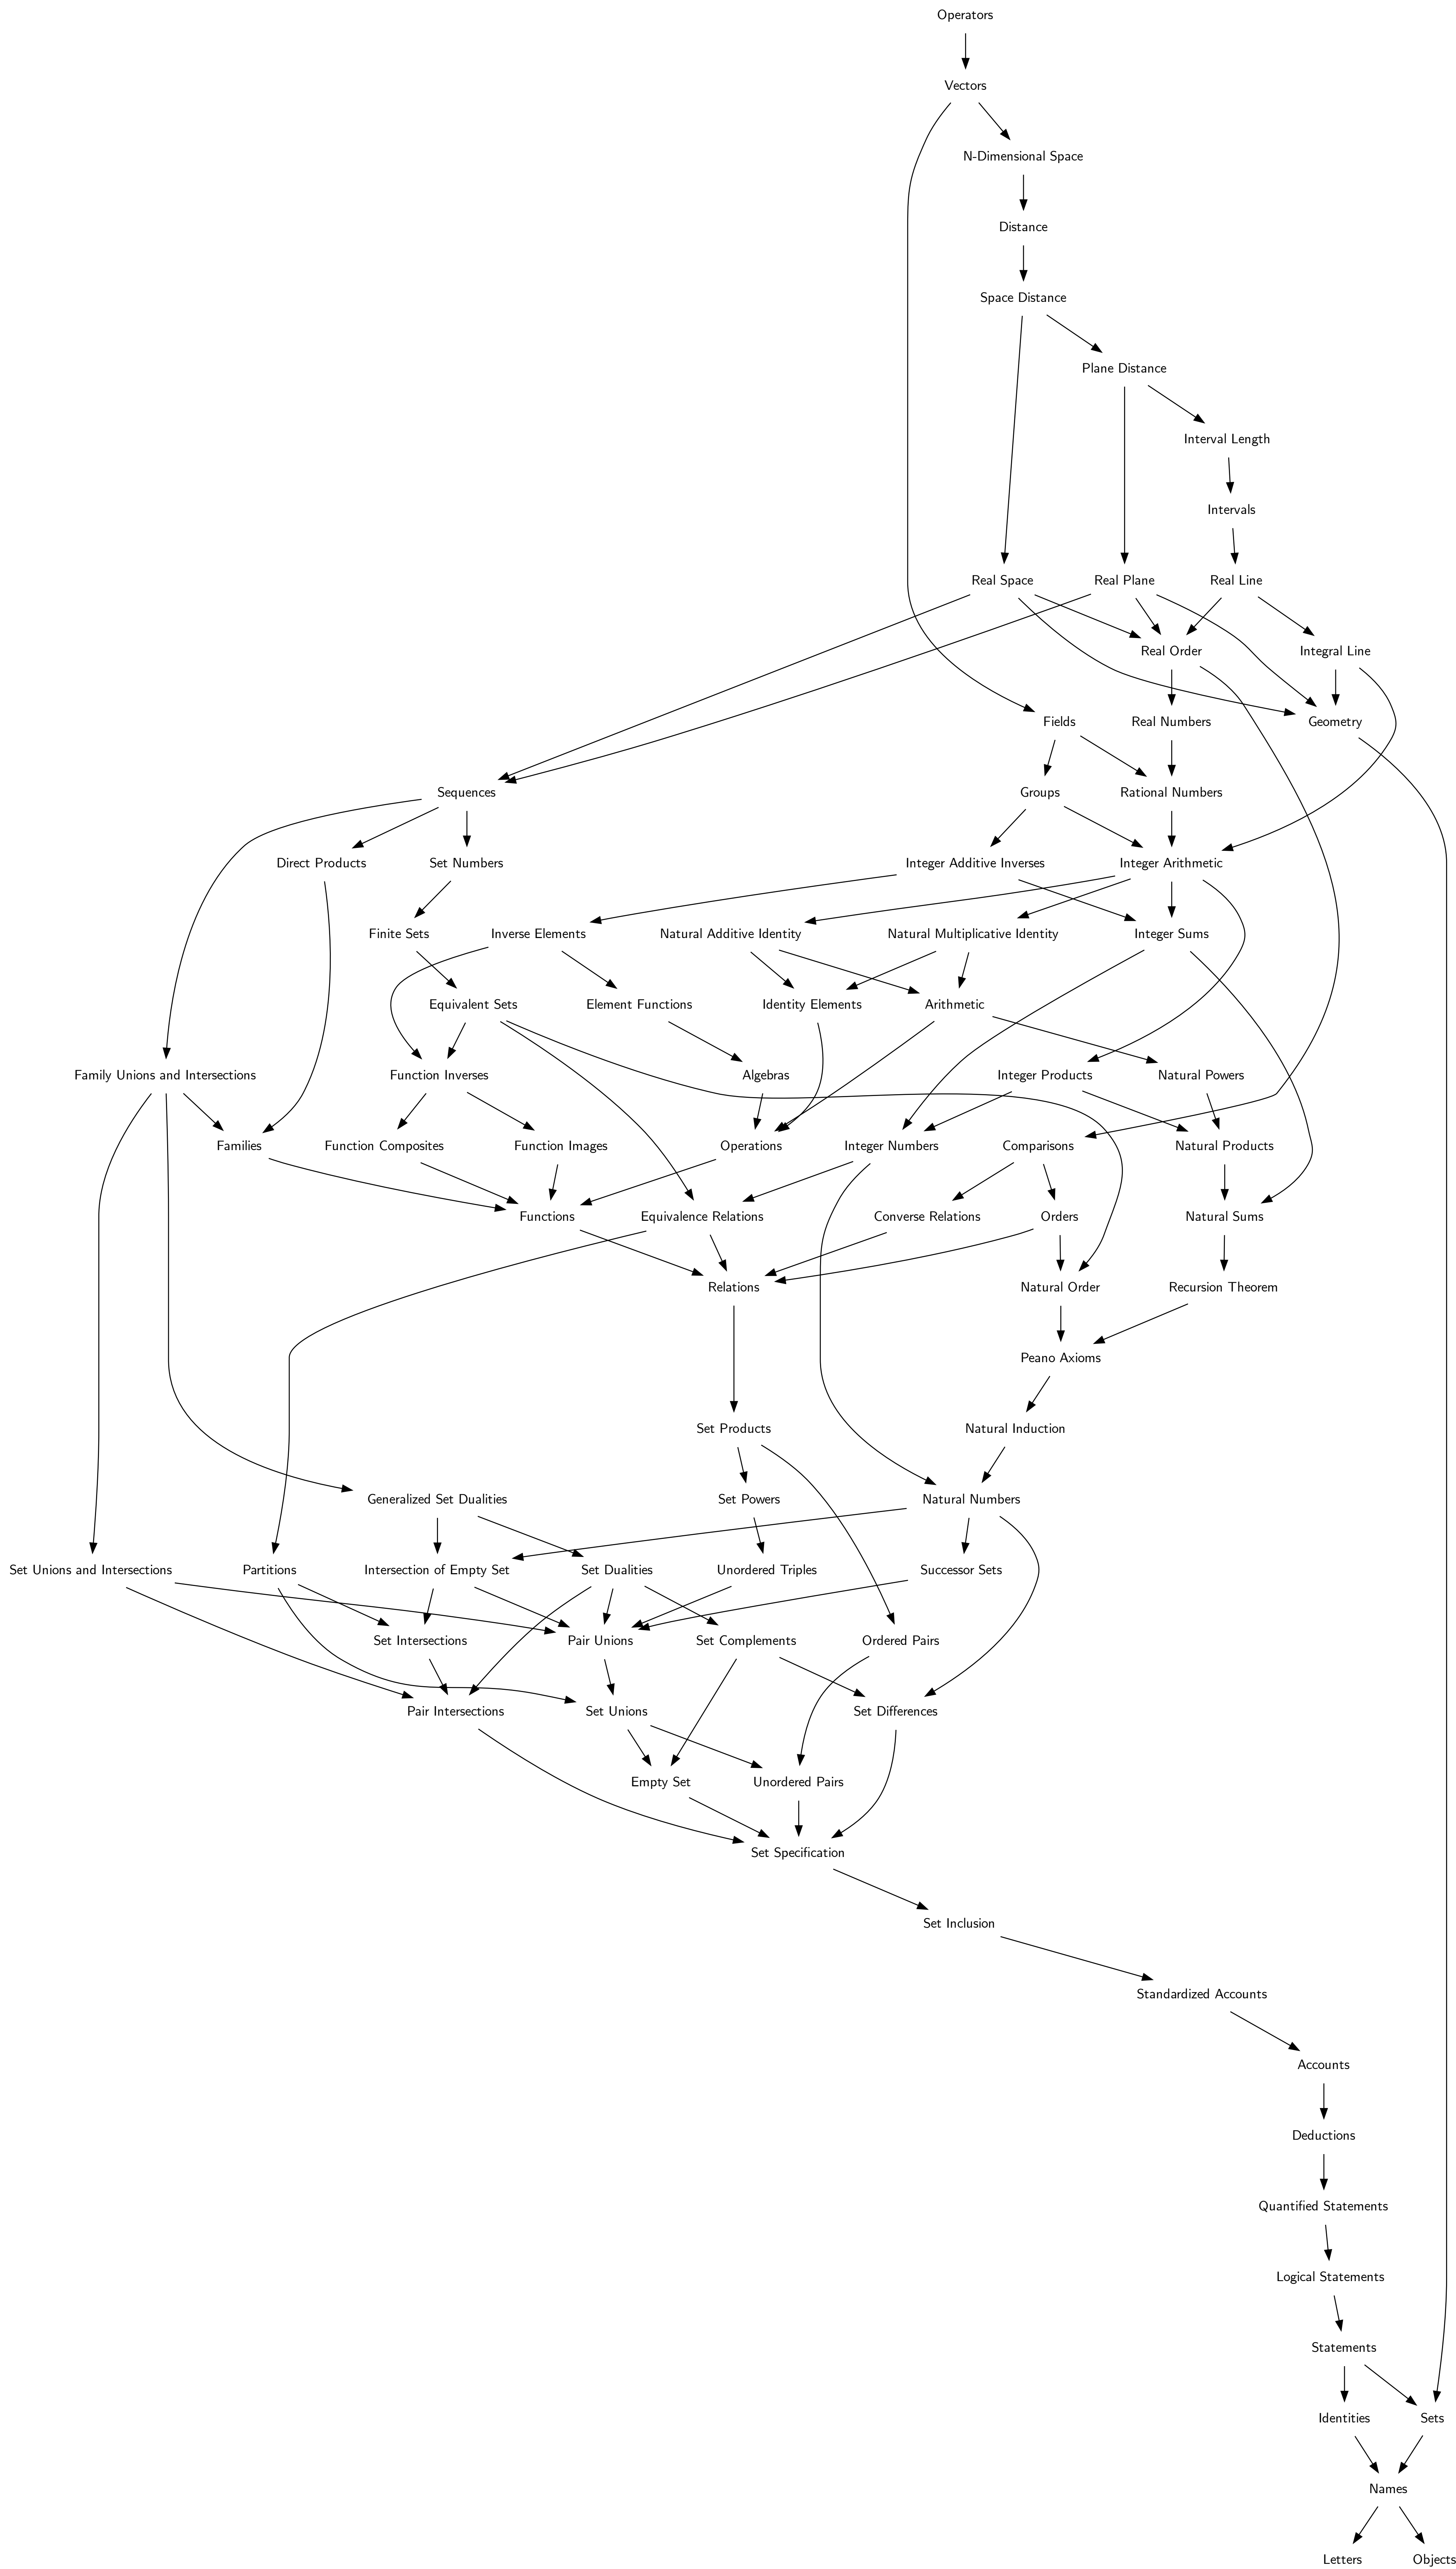 Operators
Vectors
N-Dimensional Space
Distance
Space Distance
Plane Distance
Interval Length
Intervals
Real Space
Real Plane
Real Line
Real Order
Integral Line
Fields
Real Numbers
Geometry
Sequences
Groups
Rational Numbers
Direct Products
Set Numbers
Integer Additive Inverses
Integer Arithmetic
Finite Sets
Inverse Elements
Natural Additive Identity
Natural Multiplicative Identity
Integer Sums
Equivalent Sets
Element Functions
Identity Elements
Arithmetic
Family Unions and Intersections
Function Inverses
Algebras
Integer Products
Natural Powers
Families
Function Composites
Function Images
Operations
Integer Numbers
Comparisons
Natural Products
Functions
Equivalence Relations
Converse Relations
Orders
Natural Sums
Relations
Natural Order
Recursion Theorem
Peano Axioms
Set Products
Natural Induction
Generalized Set Dualities
Set Powers
Natural Numbers
Set Unions and Intersections
Partitions
Intersection of Empty Set
Set Dualities
Unordered Triples
Successor Sets
Set Intersections
Pair Unions
Set Complements
Ordered Pairs
Pair Intersections
Set Unions
Set Differences
Empty Set
Unordered Pairs
Set Specification
Set Inclusion
Standardized Accounts
Accounts
Deductions
Quantified Statements
Logical Statements
Statements
Identities
Sets
Names
Letters
Objects